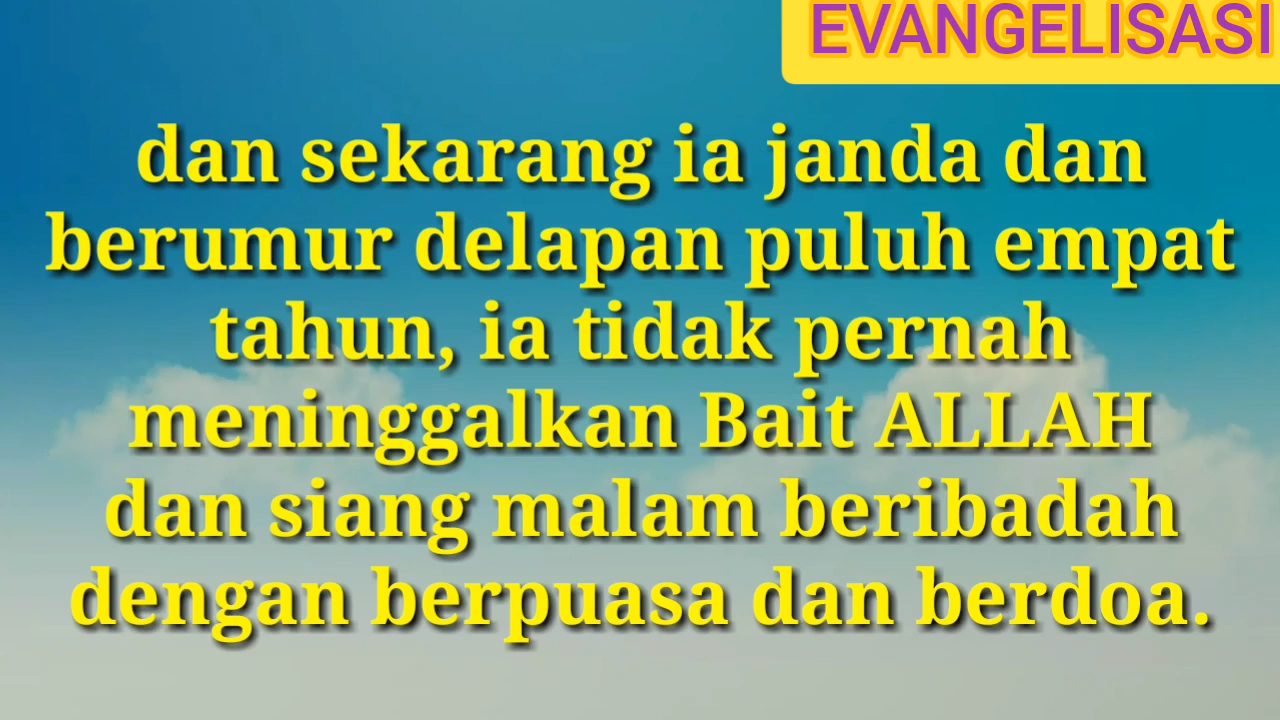 EVANGELISASI
dan sekarang ia janda dan
berumur delapan puluh empat
tahun, ia tidak pernah
meninggalkan Bait ALLAH
dan siang malam beribadah
dengan berpuasa dan berdoa.